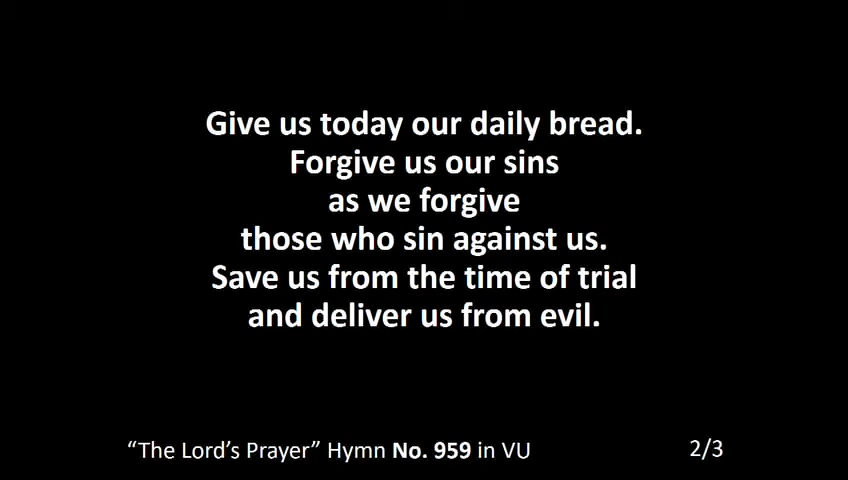 Give us today our daily bread.
Forgive us our sins
as we forgive
those who sin against us.
Save us from the time of trial
and deliver us from evil.
“The Lord’s Prayer” Hymn No. 959 in VU
2/3